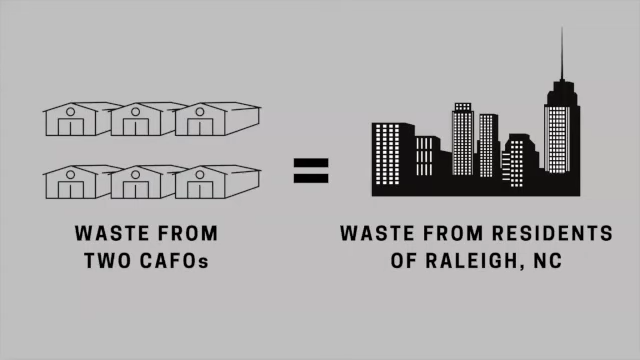 WASTE FROM
TWO CAFOs
=
WASTE FROM RESIDENTS
OF RALEIGH, NC